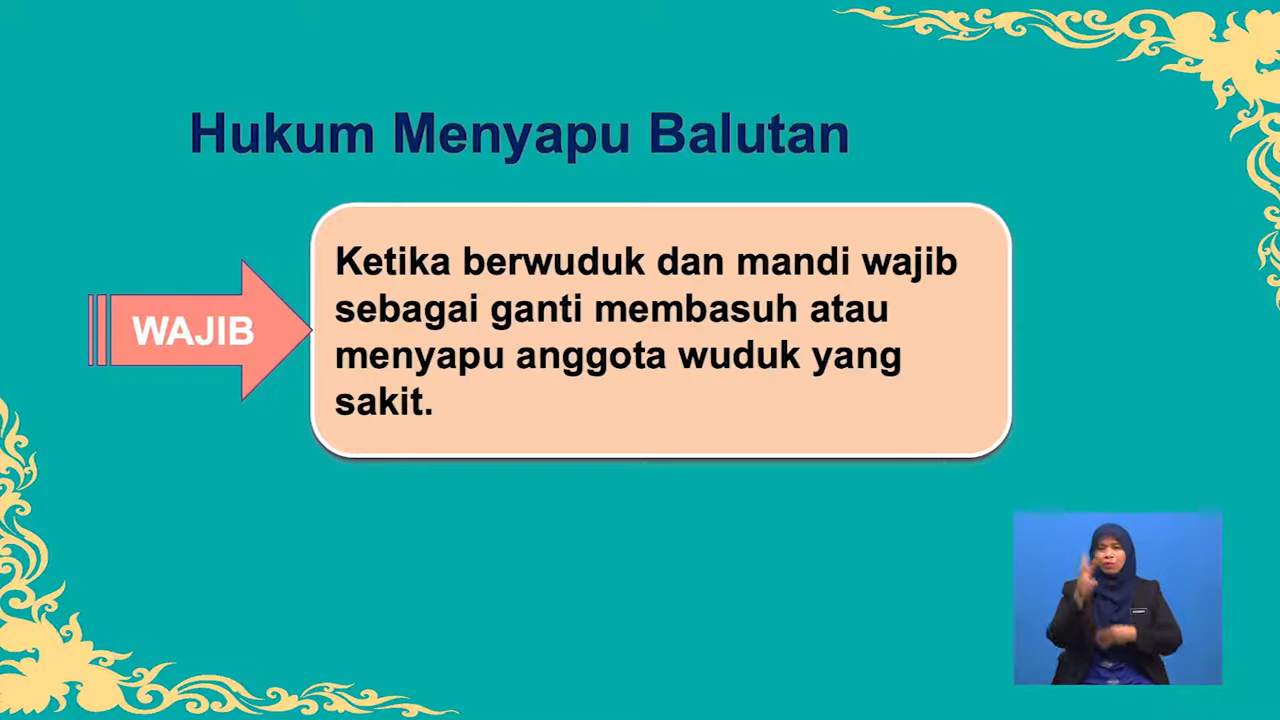 Hukum Menyapu Balutan
WAJIB
Ketika berwuduk dan mandi wajib
sebagai ganti membasuh atau
menyapu anggota wuduk yang
sakit.